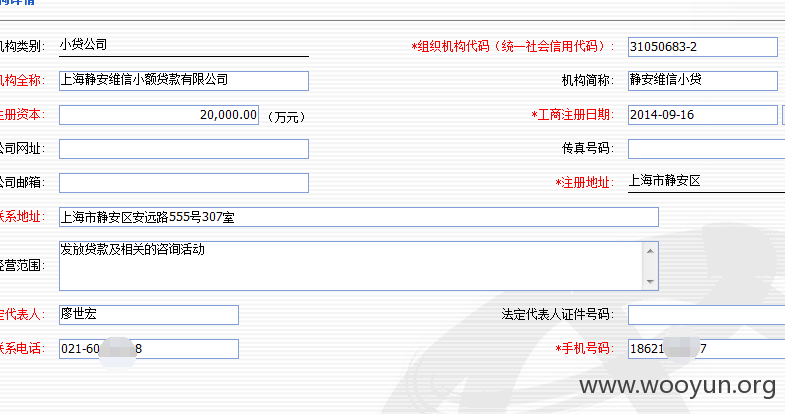 构详情
机构类别: 小贷公司 *组织机构代码（统一社会信用代码）: 31050683-2
机构全称: 上海静安维信小额贷款有限公司 机构简称: 静安维信小贷
注册资本: 20,000.00 （万元） *工商注册日期: 2014-09-16
公司网址: 传真号码:
公司邮箱: *注册地址: 上海市静安区
联系地址: 上海市静安区安远路555号307室
经营范围: 发放贷款及相关的咨询活动
定代表人: 廖世宏 法定代表人证件号码:
联系电话: 021-60 8 *手机号码: 18621 7
www.wooyun.org